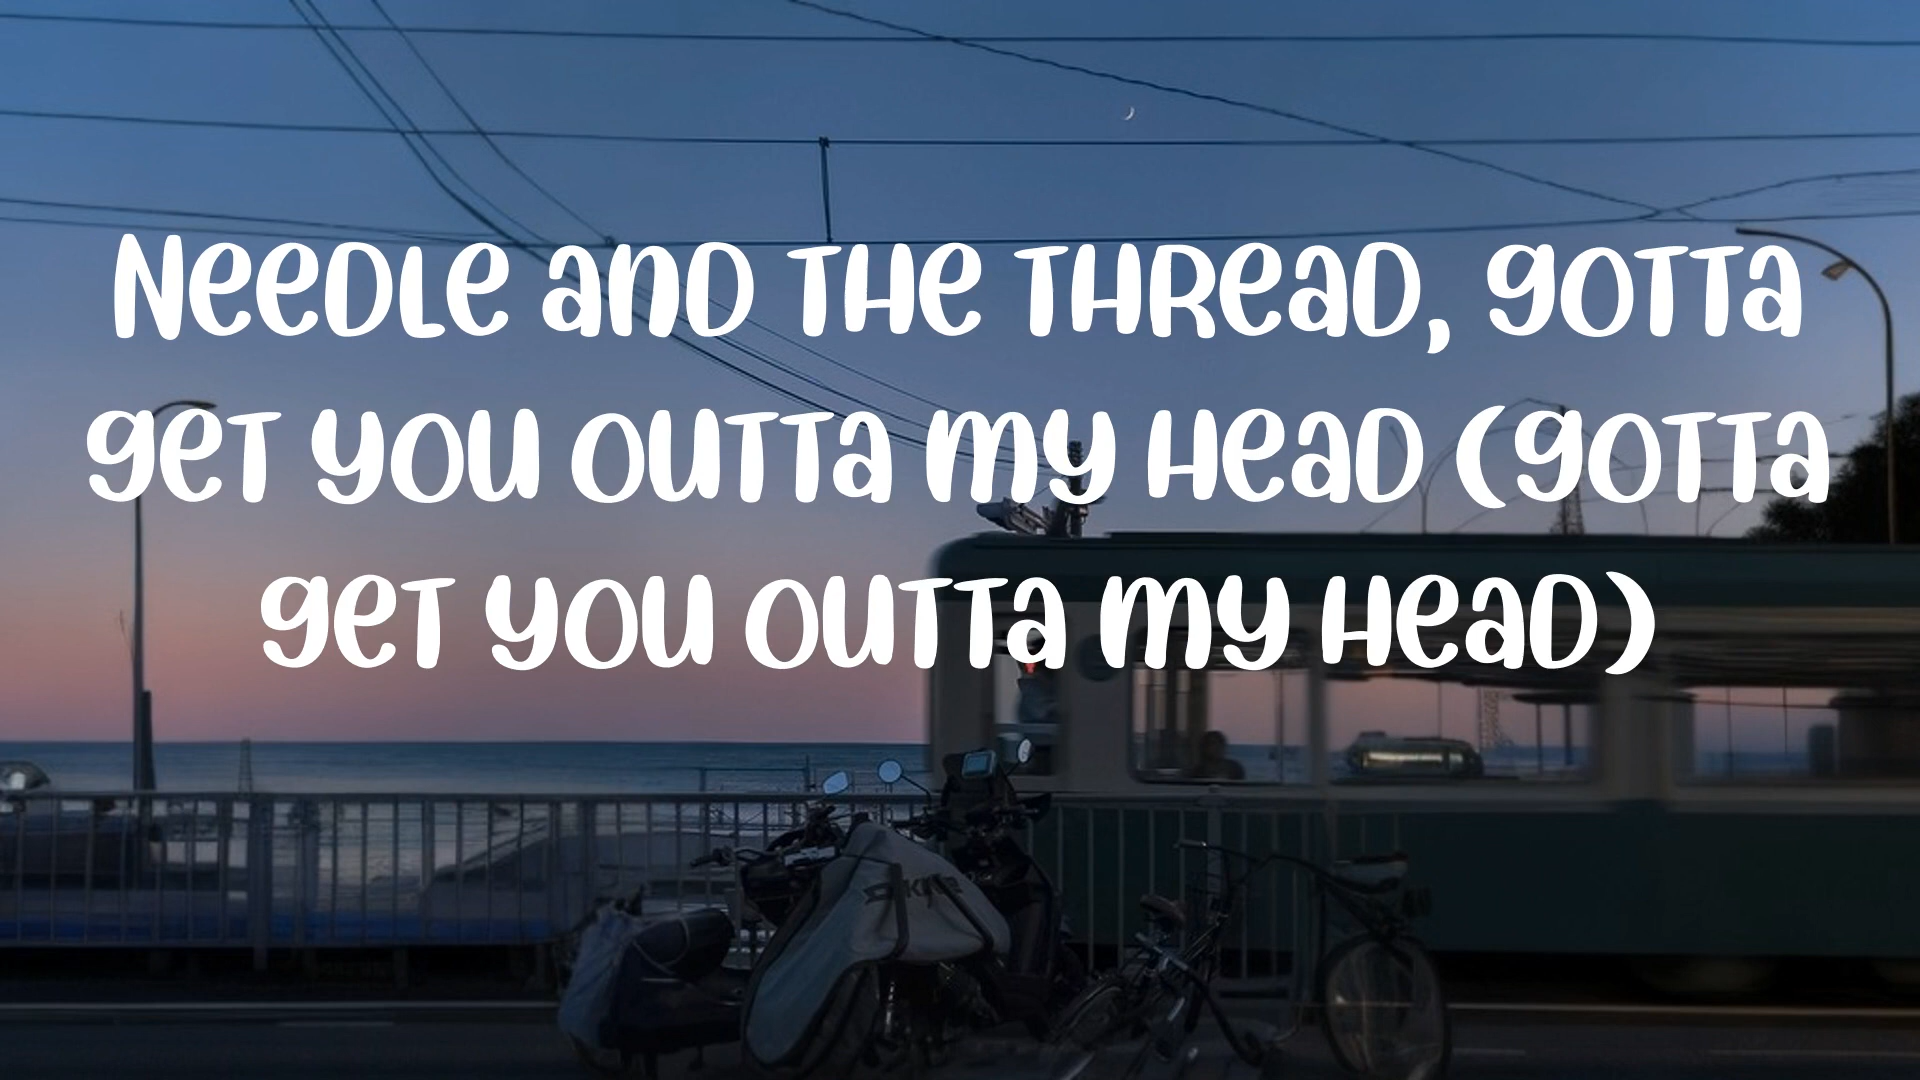 Needle and the thread, gotta
get you outta my head (gotta
get you outta my head)